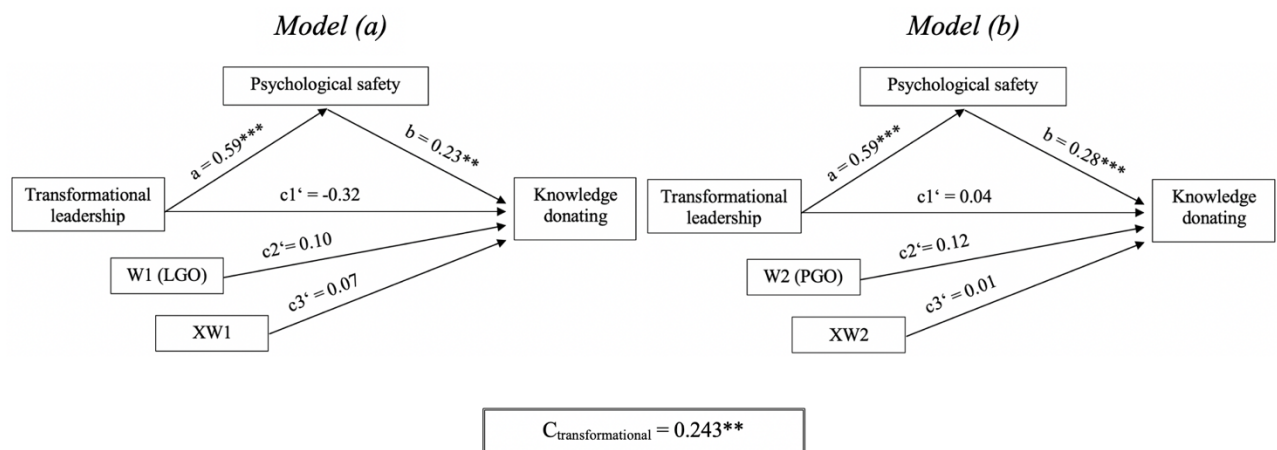 Model (a)
Psychological safety
a = 0.59***
b = 0.23**
Transformational
leadership
c1‘ = -0.32
Knowledge
donating
c2‘= 0.10
W1 (LGO)
c3‘ = 0.07
XW1
Model (b)
Psychological safety
a = 0.59***
b = 0.28***
Transformational
leadership
c1‘ = 0.04
Knowledge
donating
c2‘= 0.12
W2 (PGO)
c3‘ = 0.01
XW2
Ctransformational = 0.243**